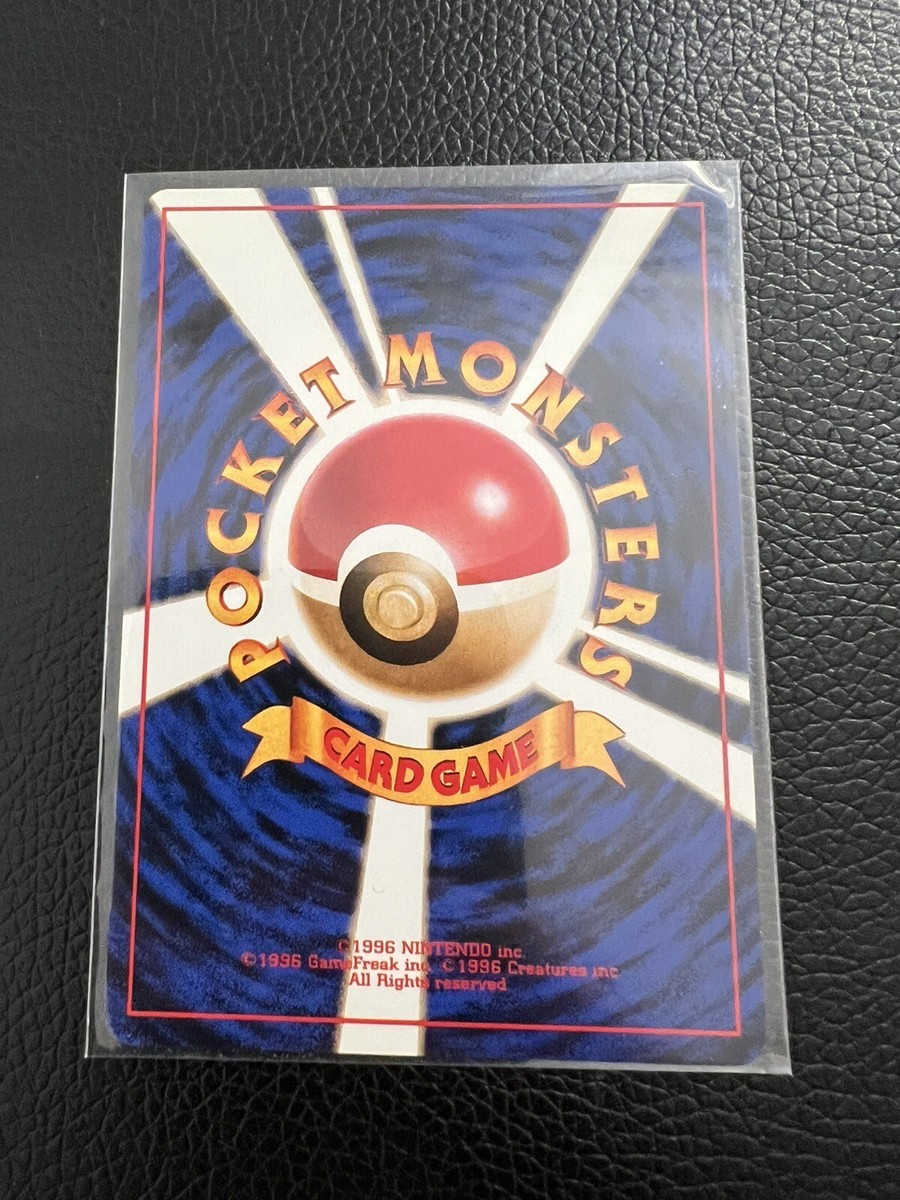 POCKET MONSTERS
CARD GAME
©1996 NINTENDO inc
©1996 GameFreak inc ©1996 Creatures inc
All Rights reserved